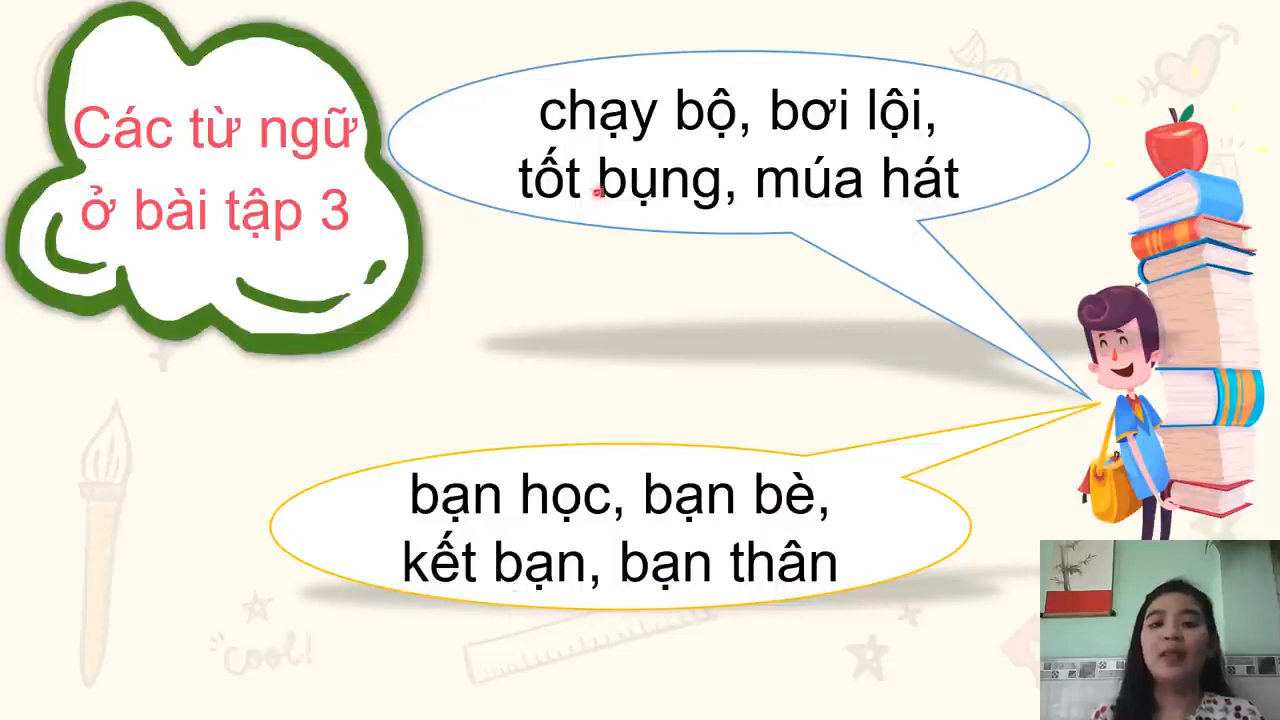 Các từ ngữ
ở bài tập 3
chạy bộ, bơi lội,
tốt bụng, múa hát
bạn học, bạn bè,
kết bạn, bạn thân
cool!